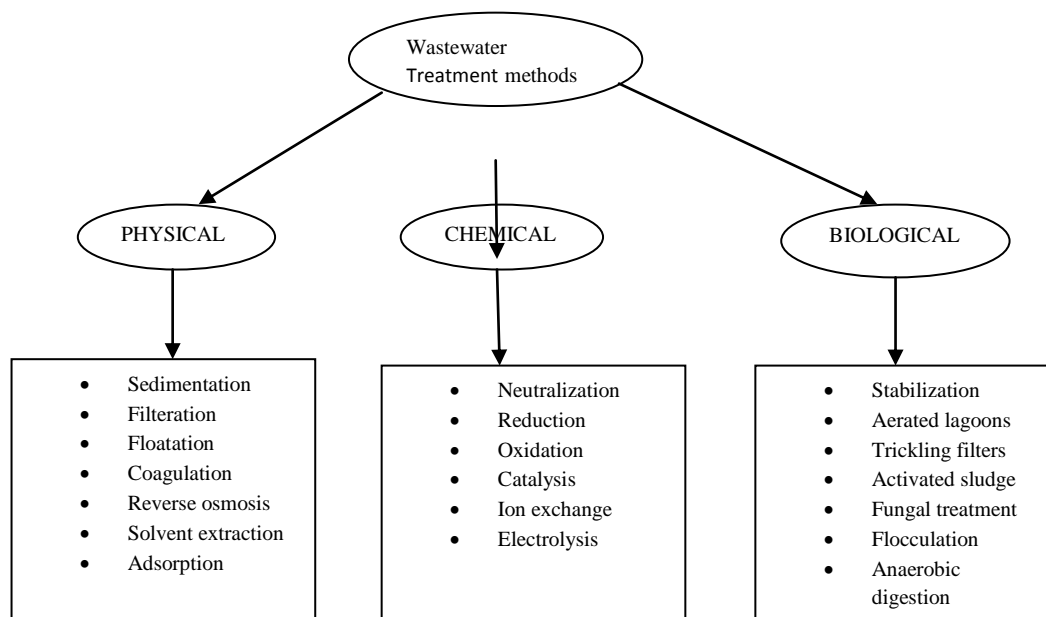 Wastewater
Treatment methods
PHYSICAL
CHEMICAL
BIOLOGICAL
• Sedimentation
• Filteration
• Floatation
• Coagulation
• Reverse osmosis
• Solvent extraction
• Adsorption
• Neutralization
• Reduction
• Oxidation
• Catalysis
• Ion exchange
• Electrolysis
• Stabilization
• Aerated lagoons
• Trickling filters
• Activated sludge
• Fungal treatment
• Flocculation
• Anaerobic
digestion